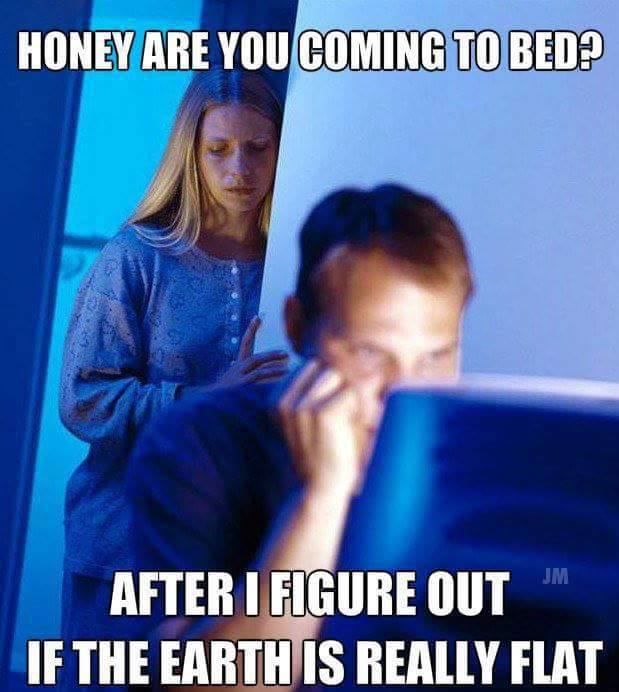 HONEY ARE YOU COMING TO BED?
AFTER I FIGURE OUT
JM
IF THE EARTH IS REALLY FLAT